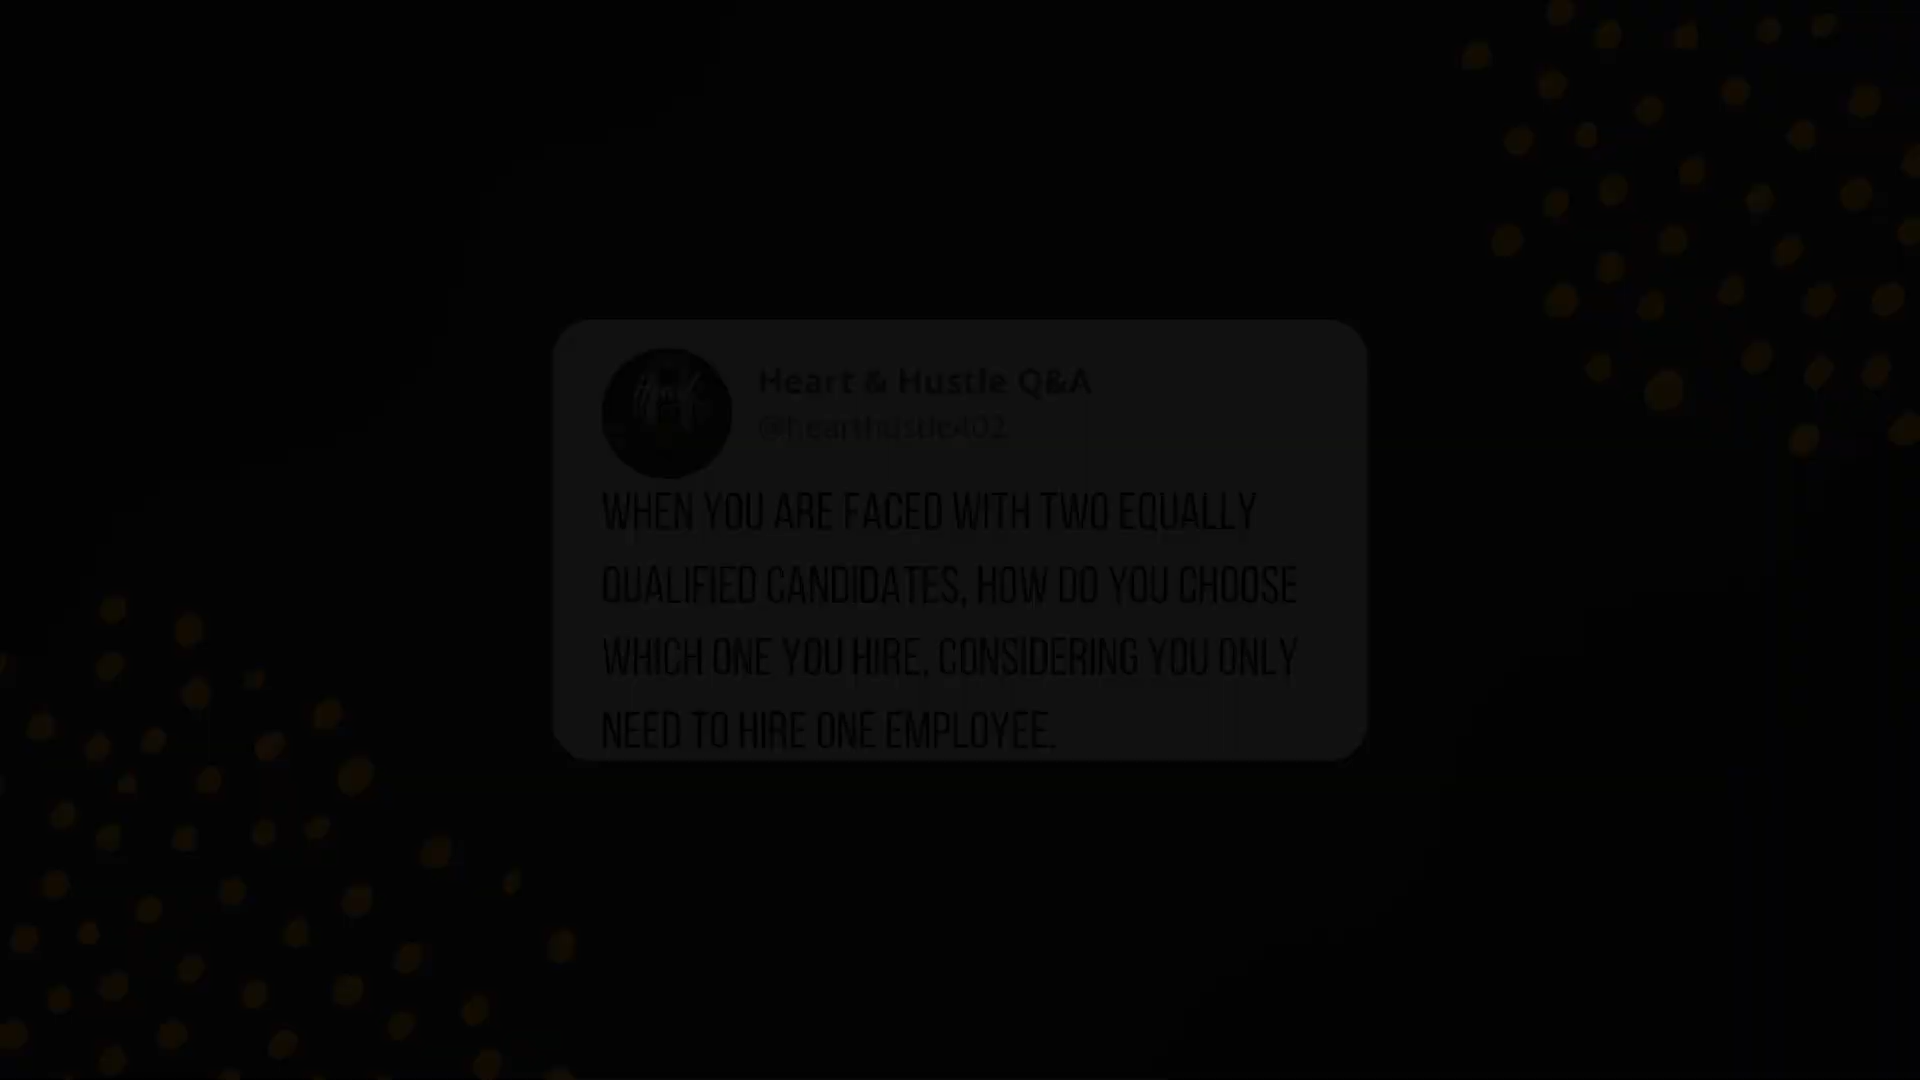 Heart & Hustle Q&A
@hearthustle402
WHEN YOU ARE FACED WITH TWO EQUALLY
QUALIFIED CANDIDATES, HOW DO YOU CHOOSE
WHICH ONE YOU HIRE, CONSIDERING YOU ONLY
NEED TO HIRE ONE EMPLOYEE.